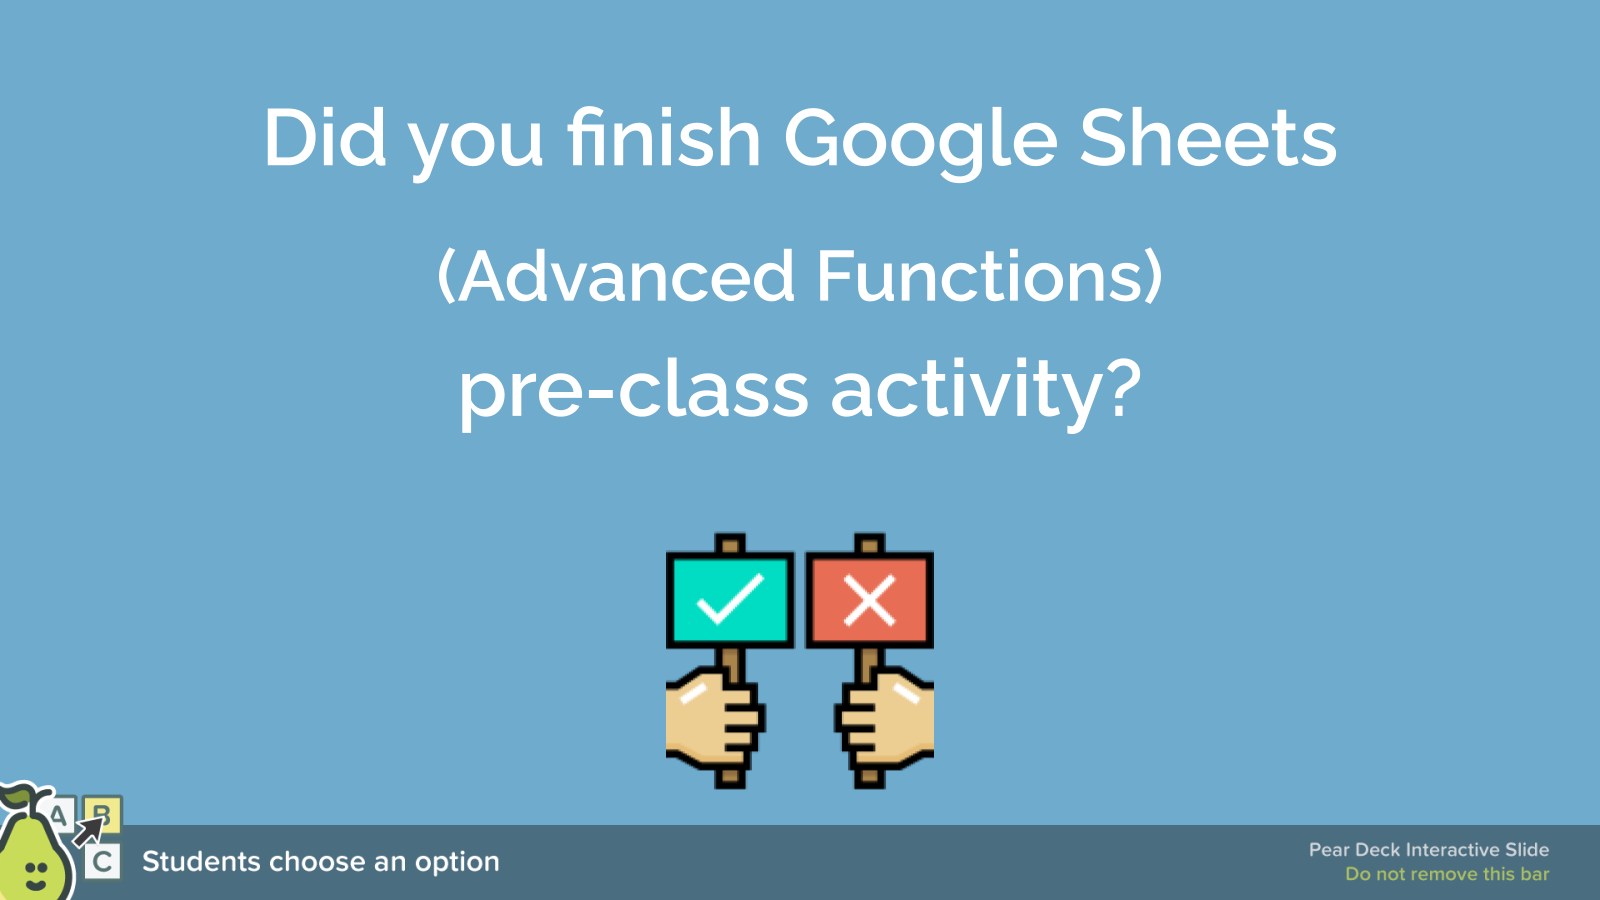 Did you finish Google Sheets
(Advanced Functions)
pre-class activity?
A B
C
Students choose an option
Pear Deck Interactive Slide
Do not remove this bar